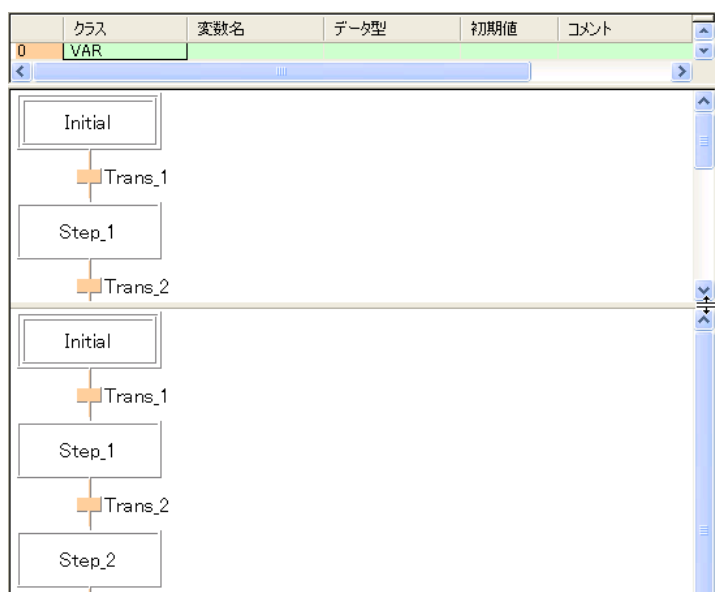 クラス 変数名 データ型 初期値 コメント
0 VAR
Initial
Trans_1
Step_1
Trans_2
Initial
Trans_1
Step_1
Trans_2
Step_2